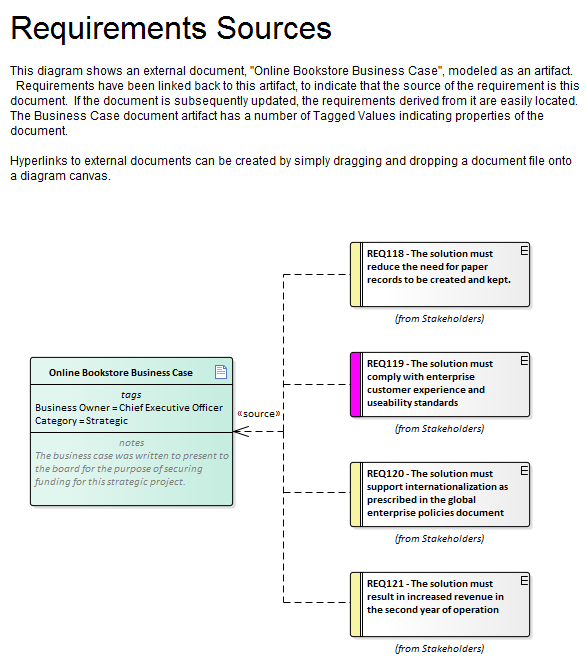 Requirements Sources
This diagram shows an external document, "Online Bookstore Business Case", modeled as an artifact.
Requirements have been linked back to this artifact, to indicate that the source of the requirement is this
document. If the document is subsequently updated, the requirements derived from it are easily located.
The Business Case document artifact has a number of Tagged Values indicating properties of the
document.
Hyperlinks to external documents can be created by simply dragging and dropping a document file onto
a diagram canvas.
Online Bookstore Business Case
tags
Business Owner = Chief Executive Officer
Category = Strategic
notes
The business case was written to present to
the board for the purpose of securing
funding for this strategic project.
«source»
REQ118 - The solution must
reduce the need for paper
records to be created and kept.
E
(from Stakeholders)
REQ119 - The solution must
comply with enterprise
customer experience and
useability standards
E
(from Stakeholders)
REQ120 - The solution must
support internationalization as
prescribed in the global
enterprise policies document
E
(from Stakeholders)
REQ121 - The solution must
result in increased revenue in
the second year of operation
E
(from Stakeholders)